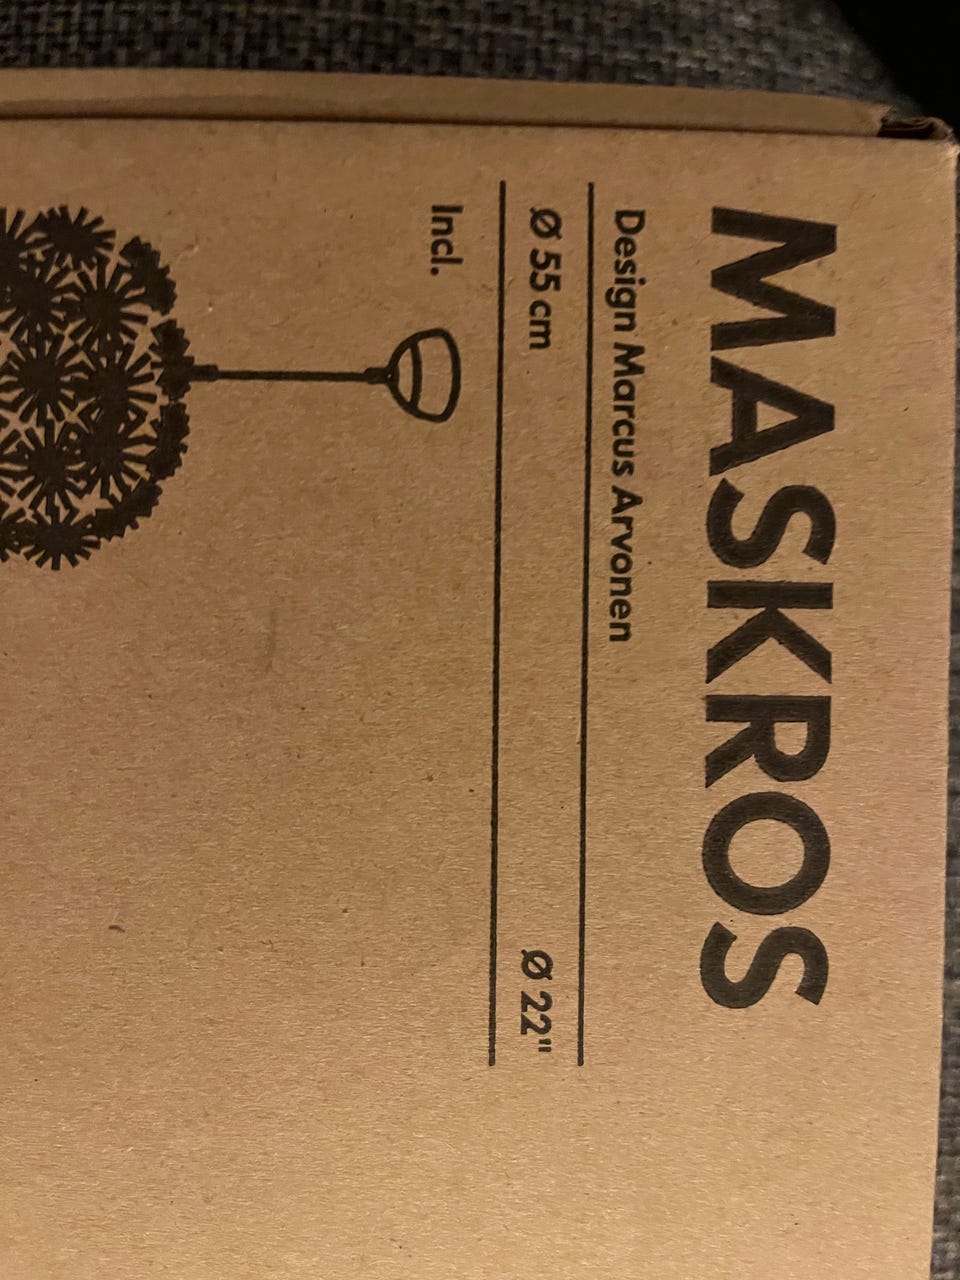 MASKROS
Design Marcus Arvonen
Ø 55 cm Ø 22"
Incl.